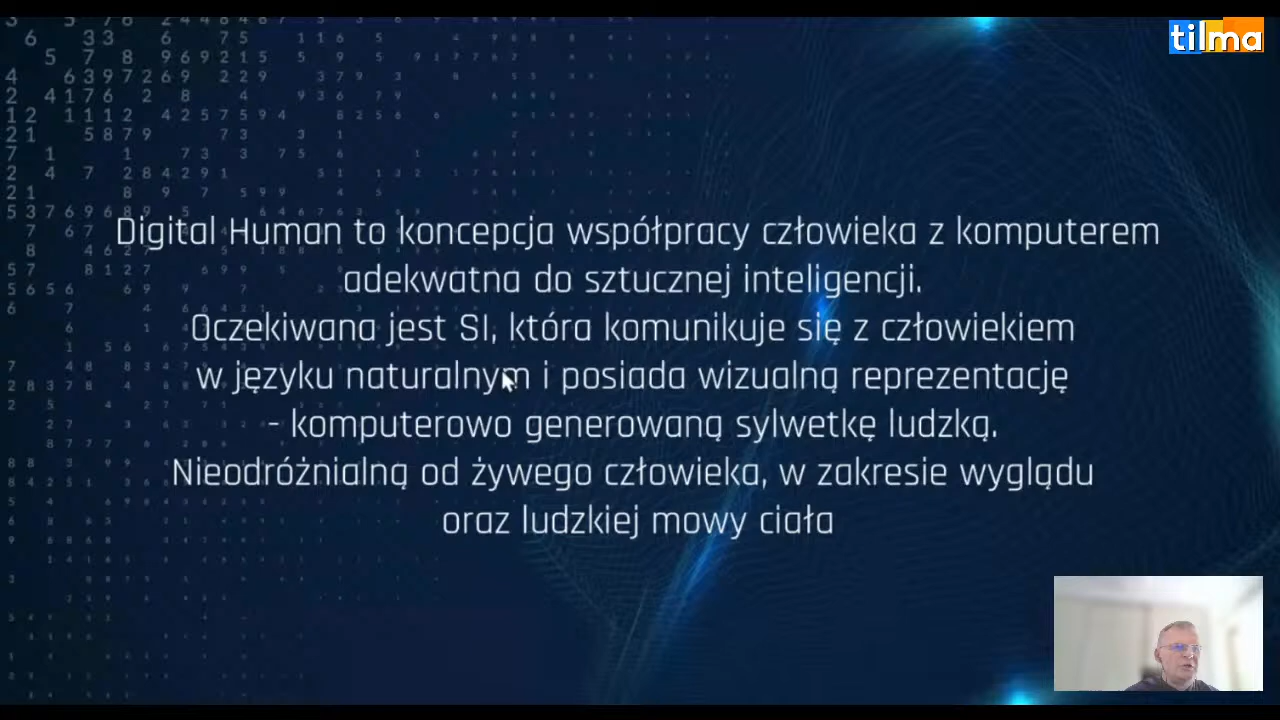 tilma
Digital Human to koncepcja współpracy człowieka z komputerem
adekwatna do sztucznej inteligencji.
Oczekiwana jest SI, która komunikuje się z człowiekiem
w języku naturalnym i posiada wizualną reprezentację
- komputerowo generowaną sylwetkę ludzką.
Nieodróżnialną od żywego człowieka, w zakresie wyglądu
oraz ludzkiej mowy ciała